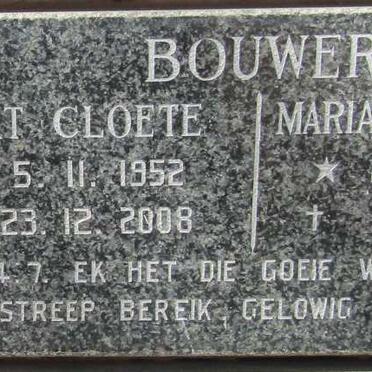 BOUWER
T CLOETE MARIA
5. 11. 1952 *
23. 12. 2008 †
4.7. EK HET DIE GOEIE W
STREEP BEREIK, GELOWIG